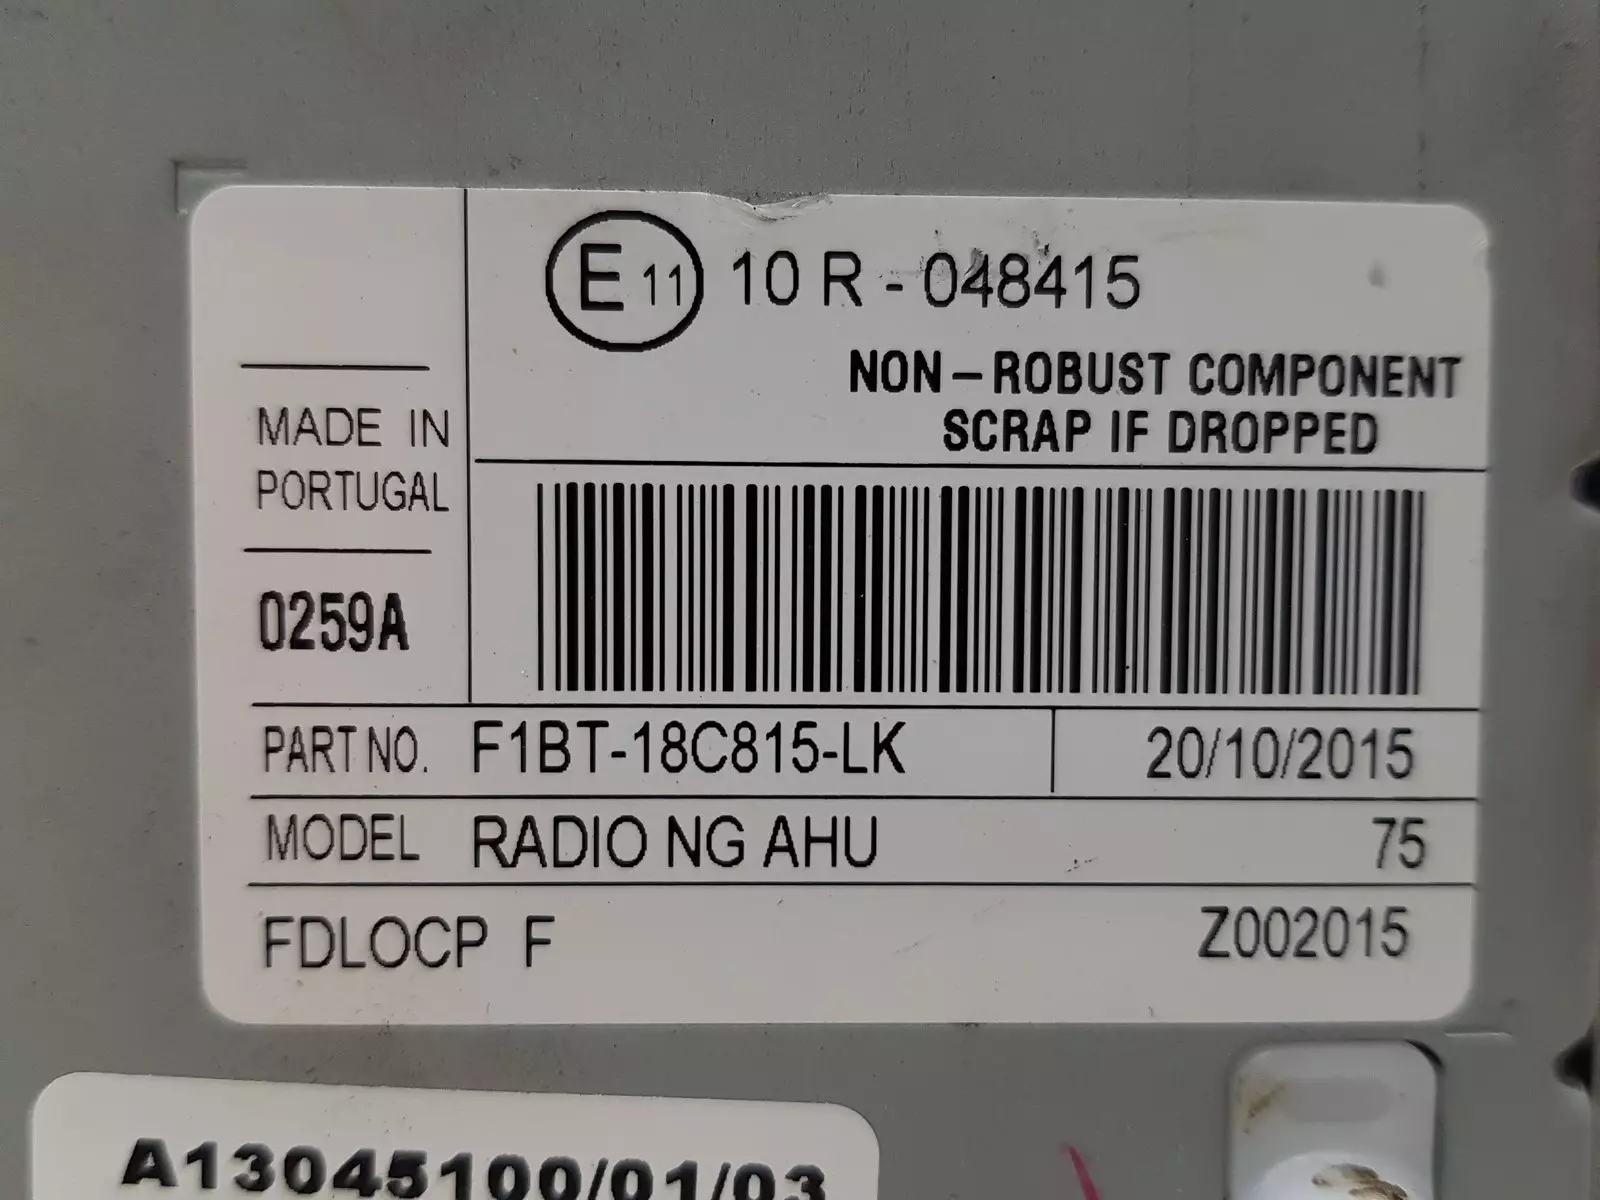 E 11 10 R - 048415
NON-ROBUST COMPONENT
SCRAP IF DROPPED
MADE IN
PORTUGAL
0259A
PART NO. F1BT-18C815-LK 20/10/2015
MODEL RADIO NG AHU 75
FDLOCP F Z002015
A13045100/01/03